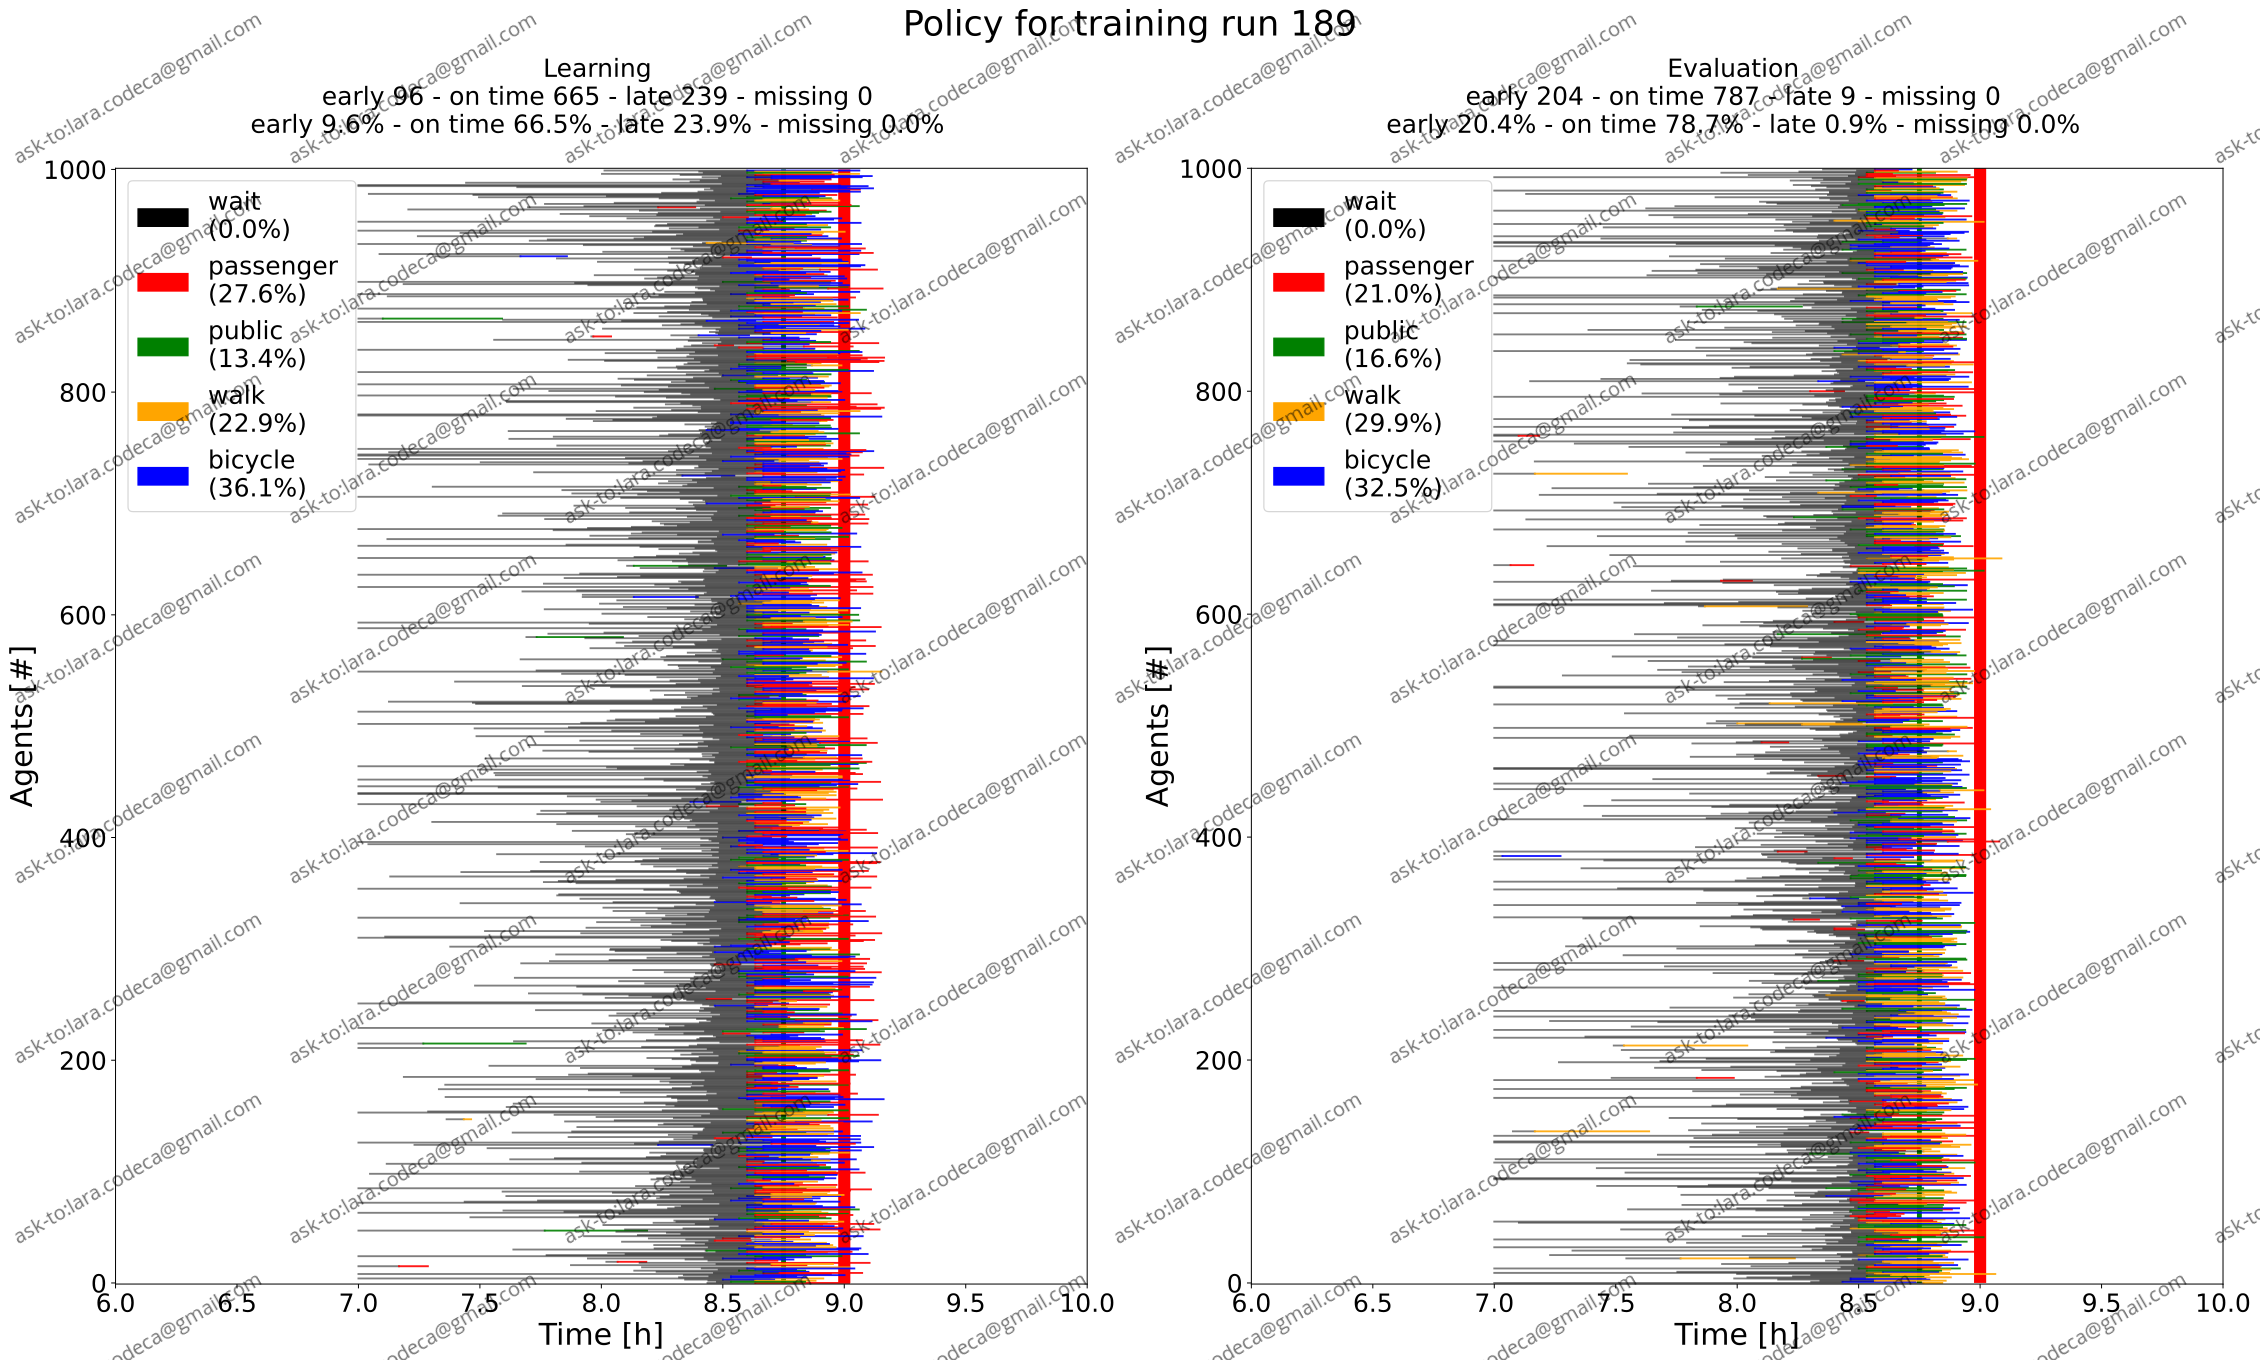 Policy for training run 189
Learning
early 96 - on time 665 - late 239 - missing 0
early 9.6% - on time 66.5% - late 23.9% - missing 0.0%
1000
800
600
400
200
0
Agents [#]
wait
(0.0%)
passenger
(27.6%)
public
(13.4%)
walk
(22.9%)
bicycle
(36.1%)
6.0 6.5 7.0 7.5 8.0 8.5 9.0 9.5 10.0
Time [h]
Evaluation
early 204 - on time 787 - late 9 - missing 0
early 20.4% - on time 78.7% - late 0.9% - missing 0.0%
1000
800
600
400
200
0
Agents [#]
wait
(0.0%)
passenger
(21.0%)
public
(16.6%)
walk
(29.9%)
bicycle
(32.5%)
6.0 6.5 7.0 7.5 8.0 8.5 9.0 9.5 10.0
Time [h]
ask-to:lara.codeca@gmail.com